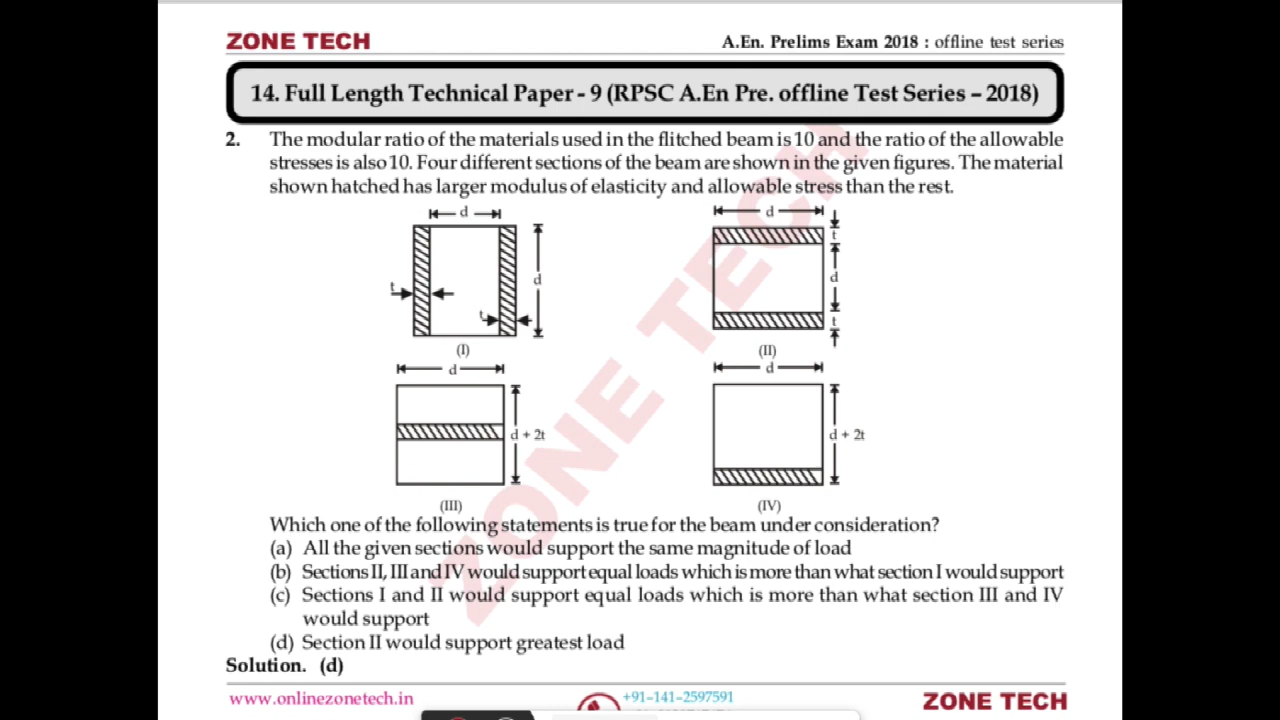 ZONE TECH
A.En. Prelims Exam 2018 : offline test series
14. Full Length Technical Paper - 9 (RPSC A.En Pre. offline Test Series – 2018)
2. The modular ratio of the materials used in the flitched beam is 10 and the ratio of the allowable
stresses is also 10. Four different sections of the beam are shown in the given figures. The material
shown hatched has larger modulus of elasticity and allowable stress than the rest.
d
d
t
d
d
t
t
t
(I)
(II)
d
d
d + 2t
d + 2t
(III)
(IV)
ZONE TECH
Which one of the following statements is true for the beam under consideration?
(a) All the given sections would support the same magnitude of load
(b) Sections II, III and IV would support equal loads which is more than what section I would support
(c) Sections I and II would support equal loads which is more than what section III and IV
would support
(d) Section II would support greatest load
Solution. (d)
www.onlinezonetech.in
+91-141-2597591
ZONE TECH